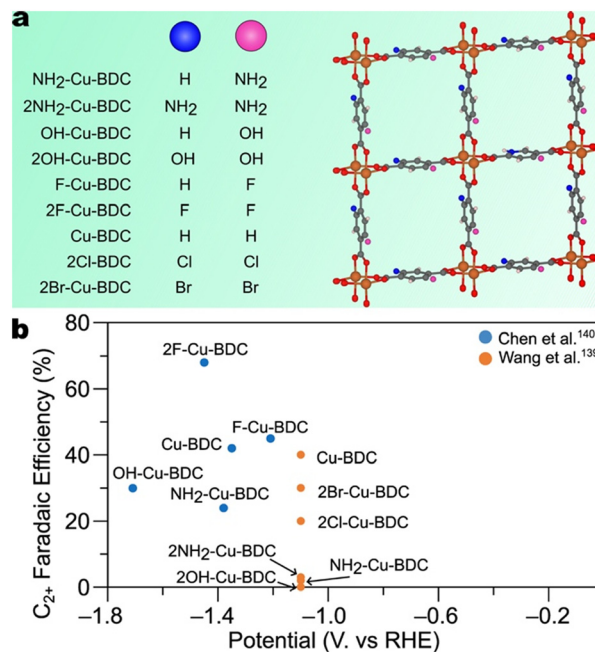 a
NH2-Cu-BDC H NH2
2NH2-Cu-BDC NH2 NH2
OH-Cu-BDC H OH
2OH-Cu-BDC OH OH
F-Cu-BDC H F
2F-Cu-BDC F F
Cu-BDC H H
2Cl-Cu-BDC Cl Cl
2Br-Cu-BDC Br Br
b
C2+ Faradaic Efficiency (%)
80
60
40
20
0
Chen et al.140
Wang et al.139
2F-Cu-BDC
F-Cu-BDC
Cu-BDC
Cu-BDC
OH-Cu-BDC
NH2-Cu-BDC
2Br-Cu-BDC
2Cl-Cu-BDC
2NH2-Cu-BDC
NH2-Cu-BDC
2OH-Cu-BDC
−1.8 −1.4 −1.0 −0.6 −0.2
Potential (V. vs RHE)